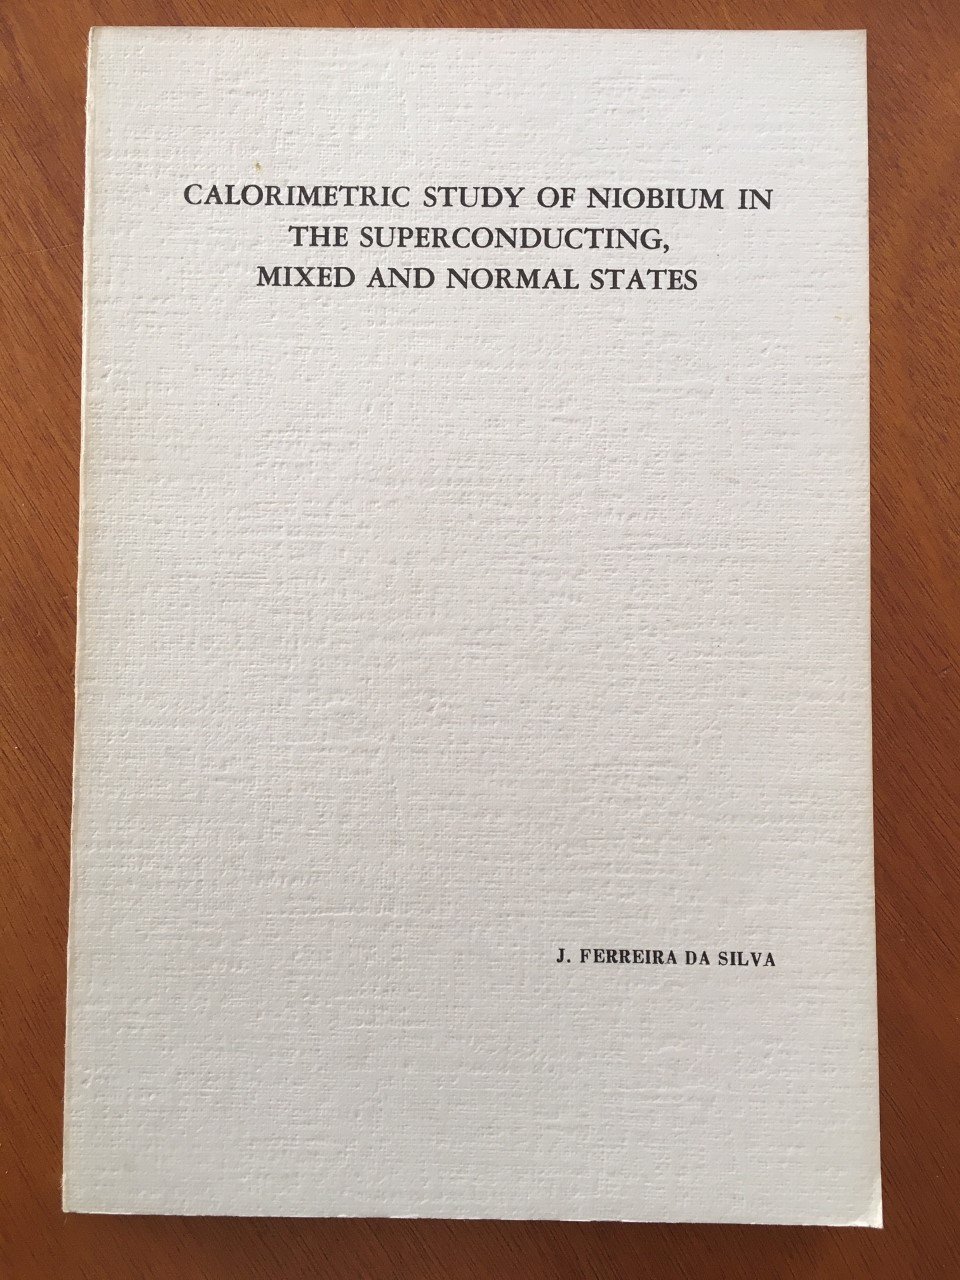 CALORIMETRIC STUDY OF NIOBIUM IN
THE SUPERCONDUCTING,
MIXED AND NORMAL STATES
J. FERREIRA DA SILVA